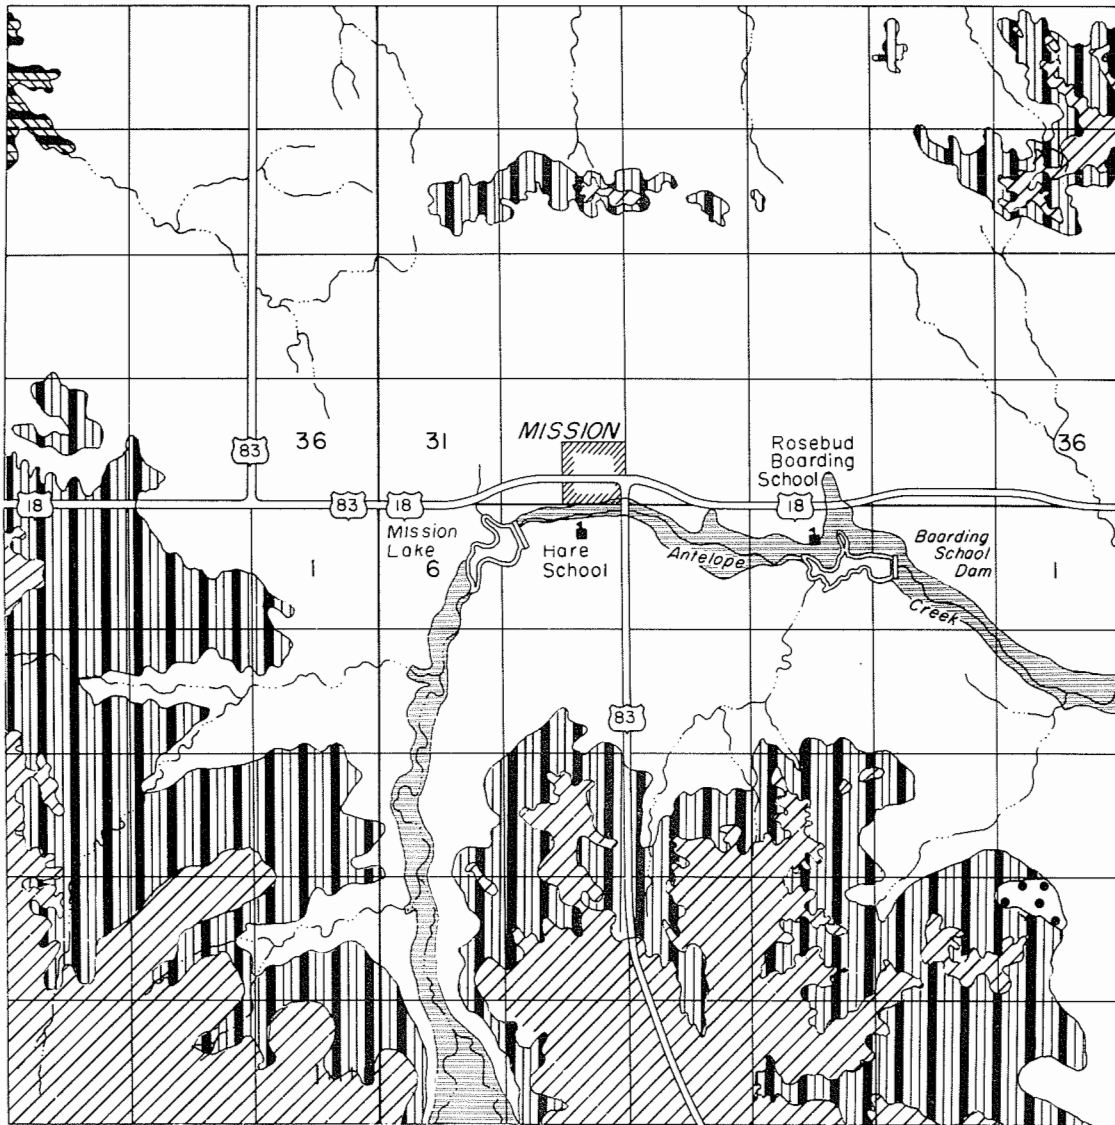 36
31
MISSION
36
83
Rosebud
Boarding
School
18
83
18
18
Mission
Lake
1
6
Hare
School
Antelope
Boarding
School
Dam
1
Creek
83